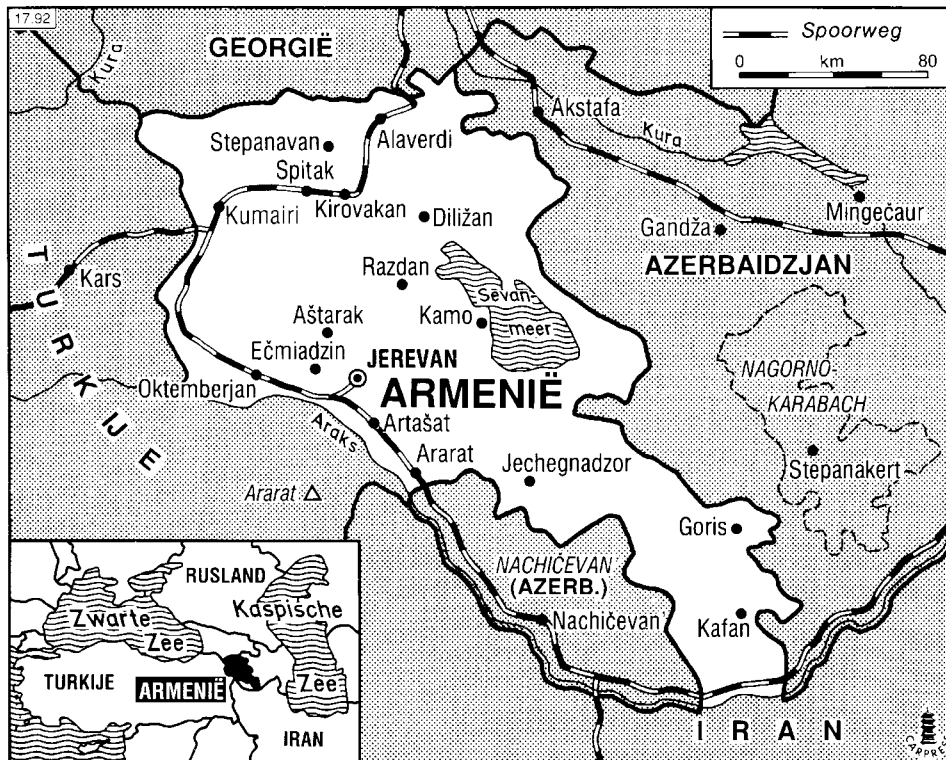 17.92
GEORGIË
Spoorweg
0 km 80
Kura
Akstafa
Kura
Stepanavan
Alaverdi
Spitak
Kirovakan
Kumairi
Diližan
Mingečaur
Gandža
AZERBAIDZJAN
TURKIJE
Kars
Razdan
Sevan-
meer
Kamo
Aštarak
Ečmiadzin
JEREVAN
ARMENIË
Oktemberjan
NAGORNO-
KARABACH
Araks
Artašat
Ararat
Jechegnadzor
Stepanakert
Ararat
Goris
NACHIČEVAN
(AZERB.)
Nachičevan
Kafan
IRAN
RUSLAND
Zwarte
Zee
Kaspische
Zee
TURKIJE
ARMENIË
IRAN
CARPRESS